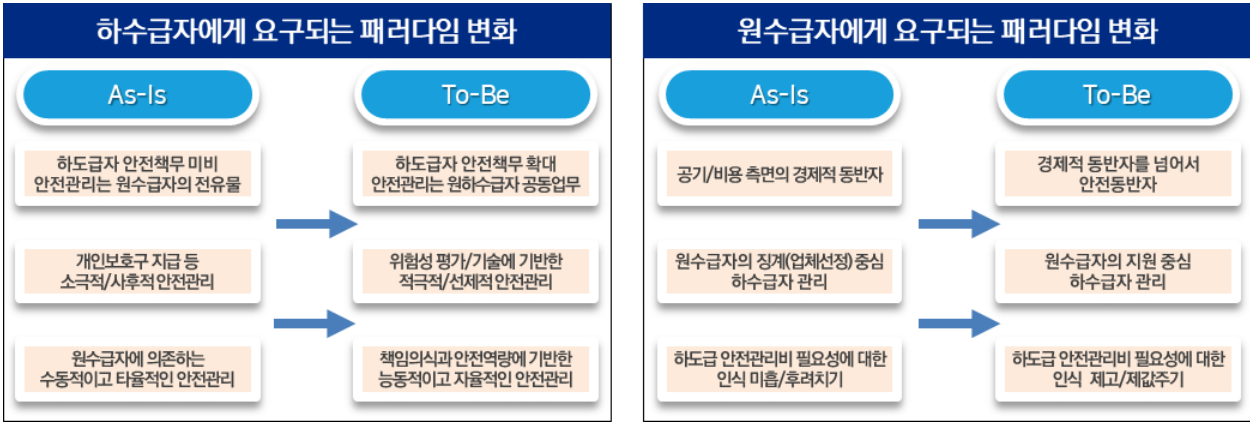 하수급자에게 요구되는 패러다임 변화
As-Is
To-Be
하도급자 안전책무 미비
안전관리는 원수급자의 전유물
하도급자 안전책무 확대
안전관리는 원하수급자 공동업무
개인보호구 지급 등
소극적/사후적 안전관리
위험성 평가/기술에 기반한
적극적/선제적 안전관리
원수급자에 의존하는
수동적이고 타율적인 안전관리
책임의식과 안전역량에 기반한
능동적이고 자율적인 안전관리
원수급자에게 요구되는 패러다임 변화
As-Is
To-Be
공기/비용 측면의 경제적 동반자
경제적 동반자를 넘어서
안전동반자
원수급자의 징계(업체선정) 중심
하수급자 관리
원수급자의 지원 중심
하수급자 관리
하도급 안전관리비 필요성에 대한
인식 미흡/후려치기
하도급 안전관리비 필요성에 대한
인식 제고/제값주기